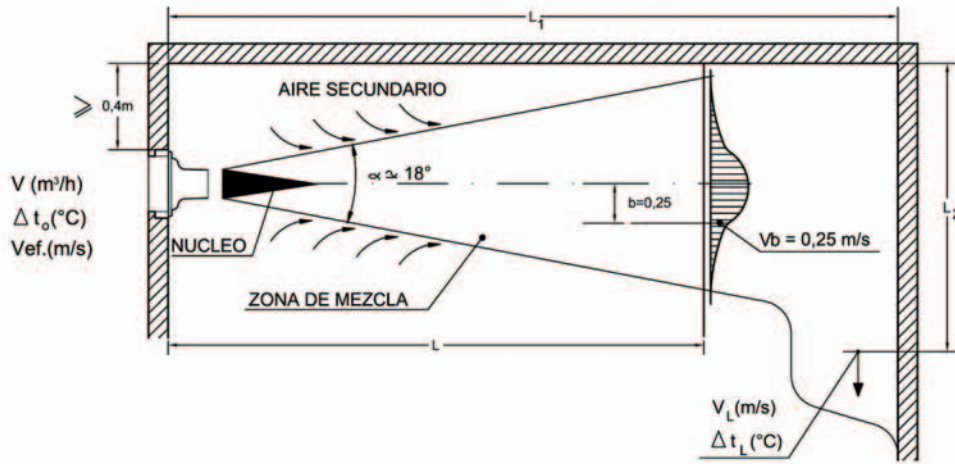 L1
AIRE SECUNDARIO
≥ 0,4m
α ≈ 18°
V (m³/h)
Δ to(°C)
Vef.(m/s)
b=0,25
L2
NUCLEO
Vb = 0,25 m/s
ZONA DE MEZCLA
L
VL(m/s)
Δ tL(°C)